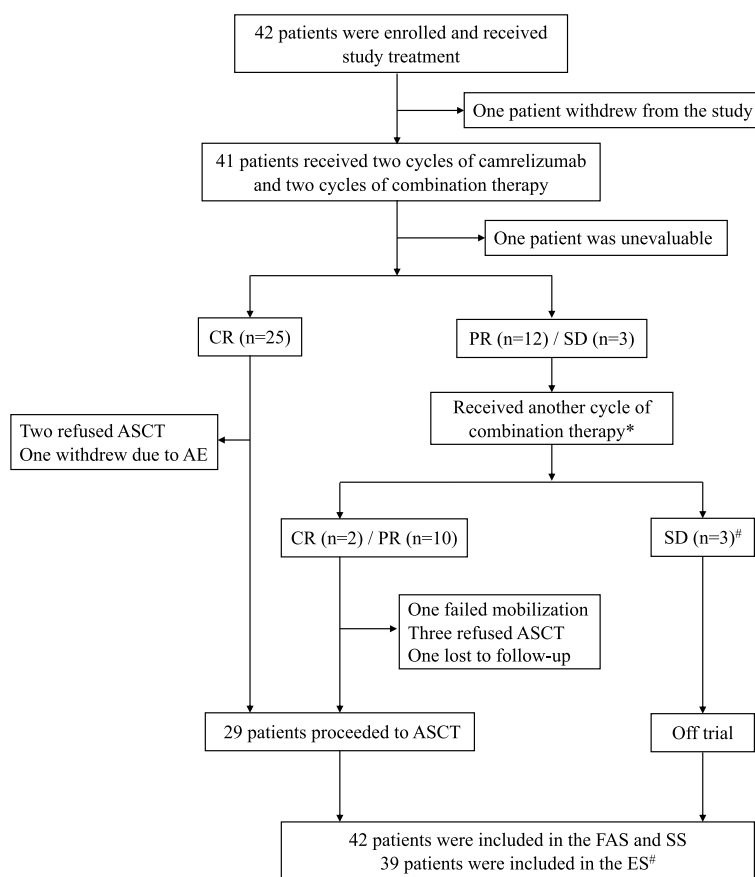 42 patients were enrolled and received
study treatment
One patient withdrew from the study
41 patients received two cycles of camrelizumab
and two cycles of combination therapy
One patient was unevaluable
CR (n=25)
PR (n=12) / SD (n=3)
Two refused ASCT
One withdrew due to AE
Received another cycle of
combination therapy*
CR (n=2) / PR (n=10)
SD (n=3)#
One failed mobilization
Three refused ASCT
One lost to follow-up
29 patients proceeded to ASCT
Off trial
42 patients were included in the FAS and SS
39 patients were included in the ES#